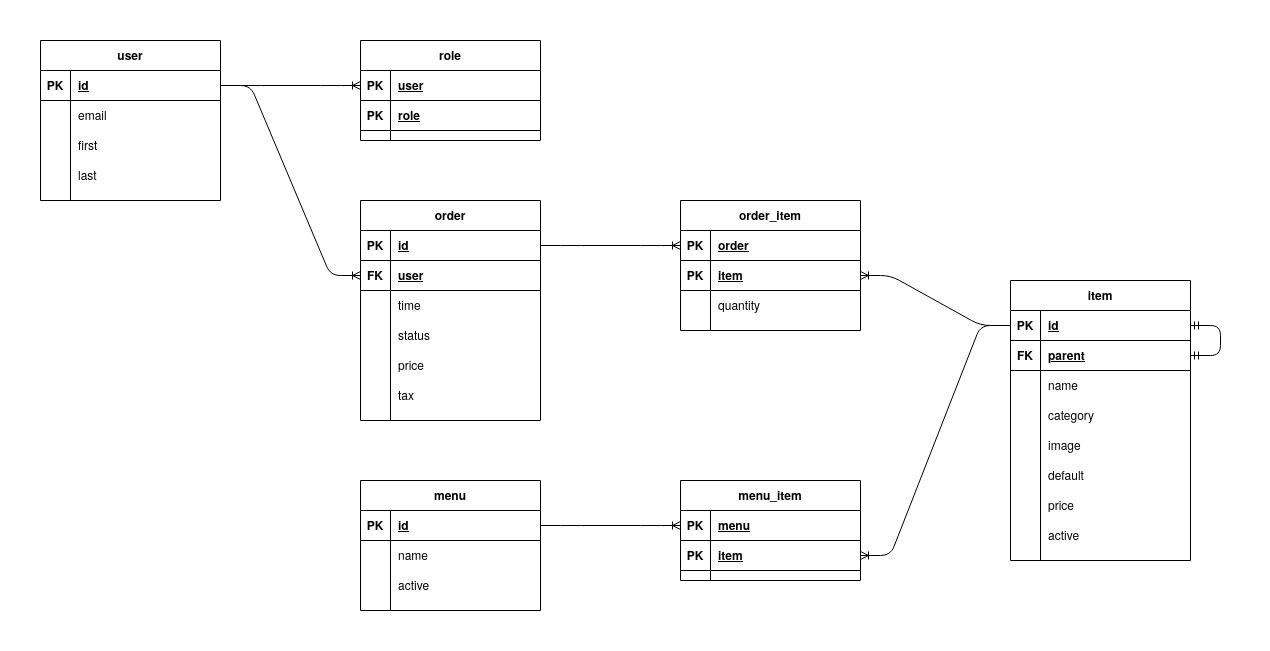 user
PK id
email
first
last
role
PK user
PK role
order
PK id
FK user
time
status
price
tax
order_item
PK order
PK item
quantity
item
PK id
FK parent
name
category
image
default
price
active
menu
PK id
name
active
menu_item
PK menu
PK item